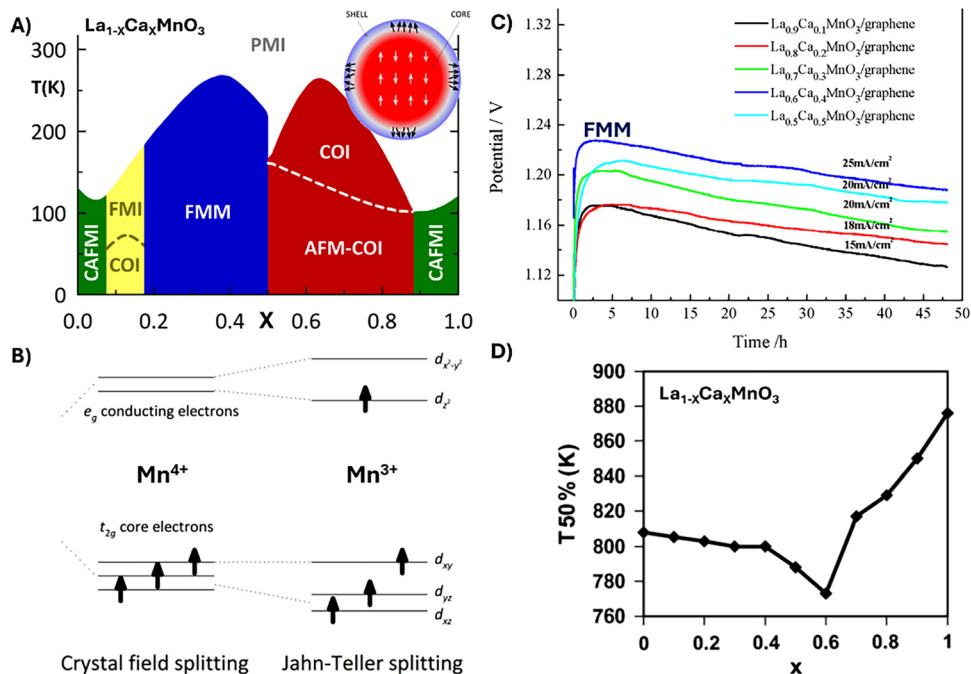 A)
La1-XCaXMnO3
SHELL
CORE
PMI
T(K)
300
200
100
0
CAFMI
FMI
COI
FMM
COI
AFM-COI
CAFMI
0.0 0.2 0.4 X 0.6 0.8 1.0
B)
dx²-y²
dz²
eg conducting electrons
Mn4+
Mn3+
t2g core electrons
dxy
dyz
dxz
Crystal field splitting
Jahn-Teller splitting
C)
Potential / V
1.32
1.28
1.24
1.20
1.16
1.12
La0.9Ca0.1MnO3/graphene
La0.8Ca0.2MnO3/graphene
La0.7Ca0.3MnO3/graphene
La0.6Ca0.4MnO3/graphene
La0.5Ca0.5MnO3/graphene
FMM
25mA/cm²
20mA/cm²
20mA/cm²
18mA/cm²
15mA/cm²
0 5 10 15 20 25 30 35 40 45 50
Time /h
D)
La1-XCaXMnO3
T 50% (K)
900
880
860
840
820
800
780
760
0 0.2 0.4 0.6 0.8 1
x